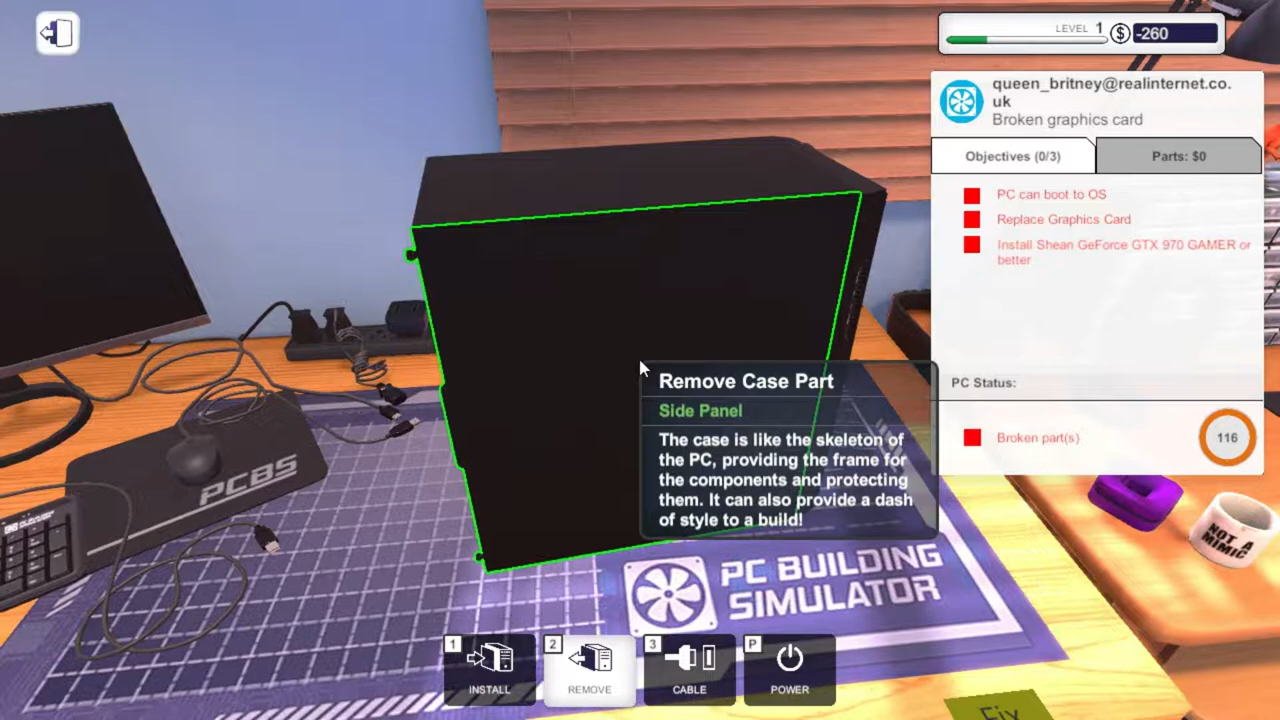 LEVEL 1 $ -260
queen_britney@realinternet.co.
uk
Broken graphics card
Objectives (0/3) Parts: $0
PC can boot to OS
Replace Graphics Card
Install Shean GeForce GTX 970 GAMER or
better
PC Status:
Broken part(s) 116
Remove Case Part
Side Panel
The case is like the skeleton of
the PC, providing the frame for
the components and protecting
them. It can also provide a dash
of style to a build!
PCBS
NOT A
MIMIC
PC BUILDING
SIMULATOR
1 INSTALL
2 REMOVE
3 CABLE
P POWER
Fix